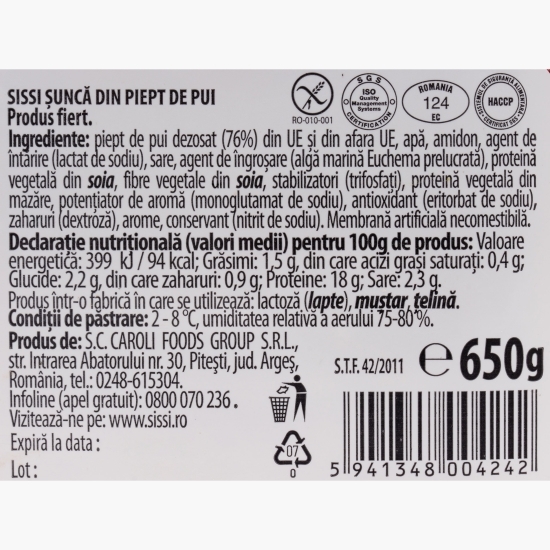 SISSI ȘUNCĂ DIN PIEPT DE PUI
Produs fiert.
RO-010-001
SGS
ISO
Quality
Management
Systems
CERTIFICATION
ROMANIA
124
EC
HACCP
Ingrediente: piept de pui dezosat (76%) din UE și din afara UE, apă, amidon, agent de
întărire (lactat de sodiu), sare, agent de îngroșare (algă marină Euchema prelucrată), proteină
vegetală din soia, fibre vegetale din soia, stabilizatori (trifosfați), proteină vegetală din
mazăre, potențiator de aromă (monoglutamat de sodiu), antioxidant (eritorbat de sodiu),
zaharuri (dextroză), arome, conservant (nitrit de sodiu). Membrană artificială necomestibilă.
Declarație nutrițională (valori medii) pentru 100g de produs: Valoare
energetică: 399 kJ / 94 kcal; Grăsimi: 1,5 g, din care acizi grași saturați: 0,4 g;
Glucide: 2,2 g, din care zaharuri: 0,9 g; Proteine: 18 g; Sare: 2,3 g.
Produs într-o fabrică în care se utilizează: lactoză (lapte), muștar, țelină.
Condiții de păstrare: 2 - 8 °C, umiditatea relativă a aerului 75-80%.
Produs de: S.C. CAROLI FOODS GROUP S.R.L.,
str. Intrarea Abatorului nr. 30, Pitești, jud. Argeș,
România, tel.: 0248-615304.
Infoline (apel gratuit): 0800 070 236.
Vizitează-ne pe: www.sissi.ro
Expiră la data :
Lot :
S.T.F. 42/2011
℮ 650g
07
0
5 941348 004242